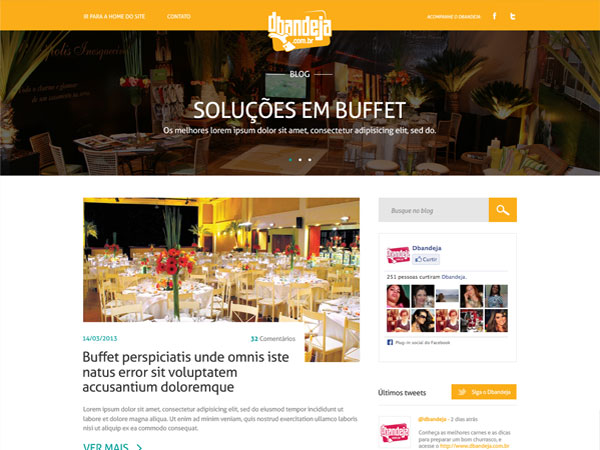 IR PARA A HOME DO SITE
CONTATO
dbandeja
.com.br
ACOMPANHE O DBANDEJA
BLOG
SOLUÇÕES EM BUFFET
Os melhores lorem ipsum dolor sit amet, consectetur adipisicing elit, sed do.
14/03/2013
32 Comentários
Buffet perspiciatis unde omnis iste
natus error sit voluptatem
accusantium doloremque
Lorem ipsum dolor sit amet, consectetur adipisicing elit, sed do eiusmod tempor incididunt ut
labore et dolore magna aliqua. Ut enim ad minim veniam, quis nostrud exercitation ullamco
laboris nisi ut aliquip ex ea commodo consequat.
VER MAIS
Busque no blog
Dbandeja
Curtir
251 pessoas curtiram Dbandeja.
Plug-in social do Facebook
Últimos tweets
Siga o Dbandeja
@dbandeja - 2 dias atrás
Conheça as melhores carnes e as dicas
para preparar um bom churrasco, e
acesse o http://www.dbandeja.com.br